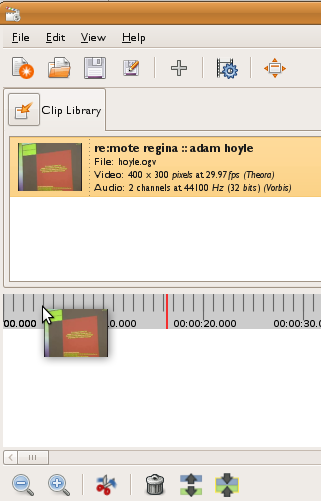 File Edit View Help
Clip Library
re:mote regina :: adam hoyle
File: hoyle.ogv
Video: 400 x 300 pixels at 29.97 fps (Theora)
Audio: 2 channels at 44100 Hz (32 bits) (Vorbis)
00.000 0.000 00:00:20.000 00:00:30.